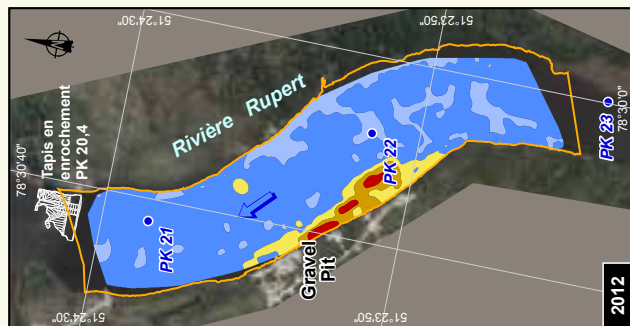 51°24'30"
51°23'50"
78°30'40"
Tapis en
enrochement
PK 20,4
Rivière Rupert
PK 21
PK 22
PK 23
78°30'0"
Gravel
Pit
51°24'30"
51°23'50"
2012